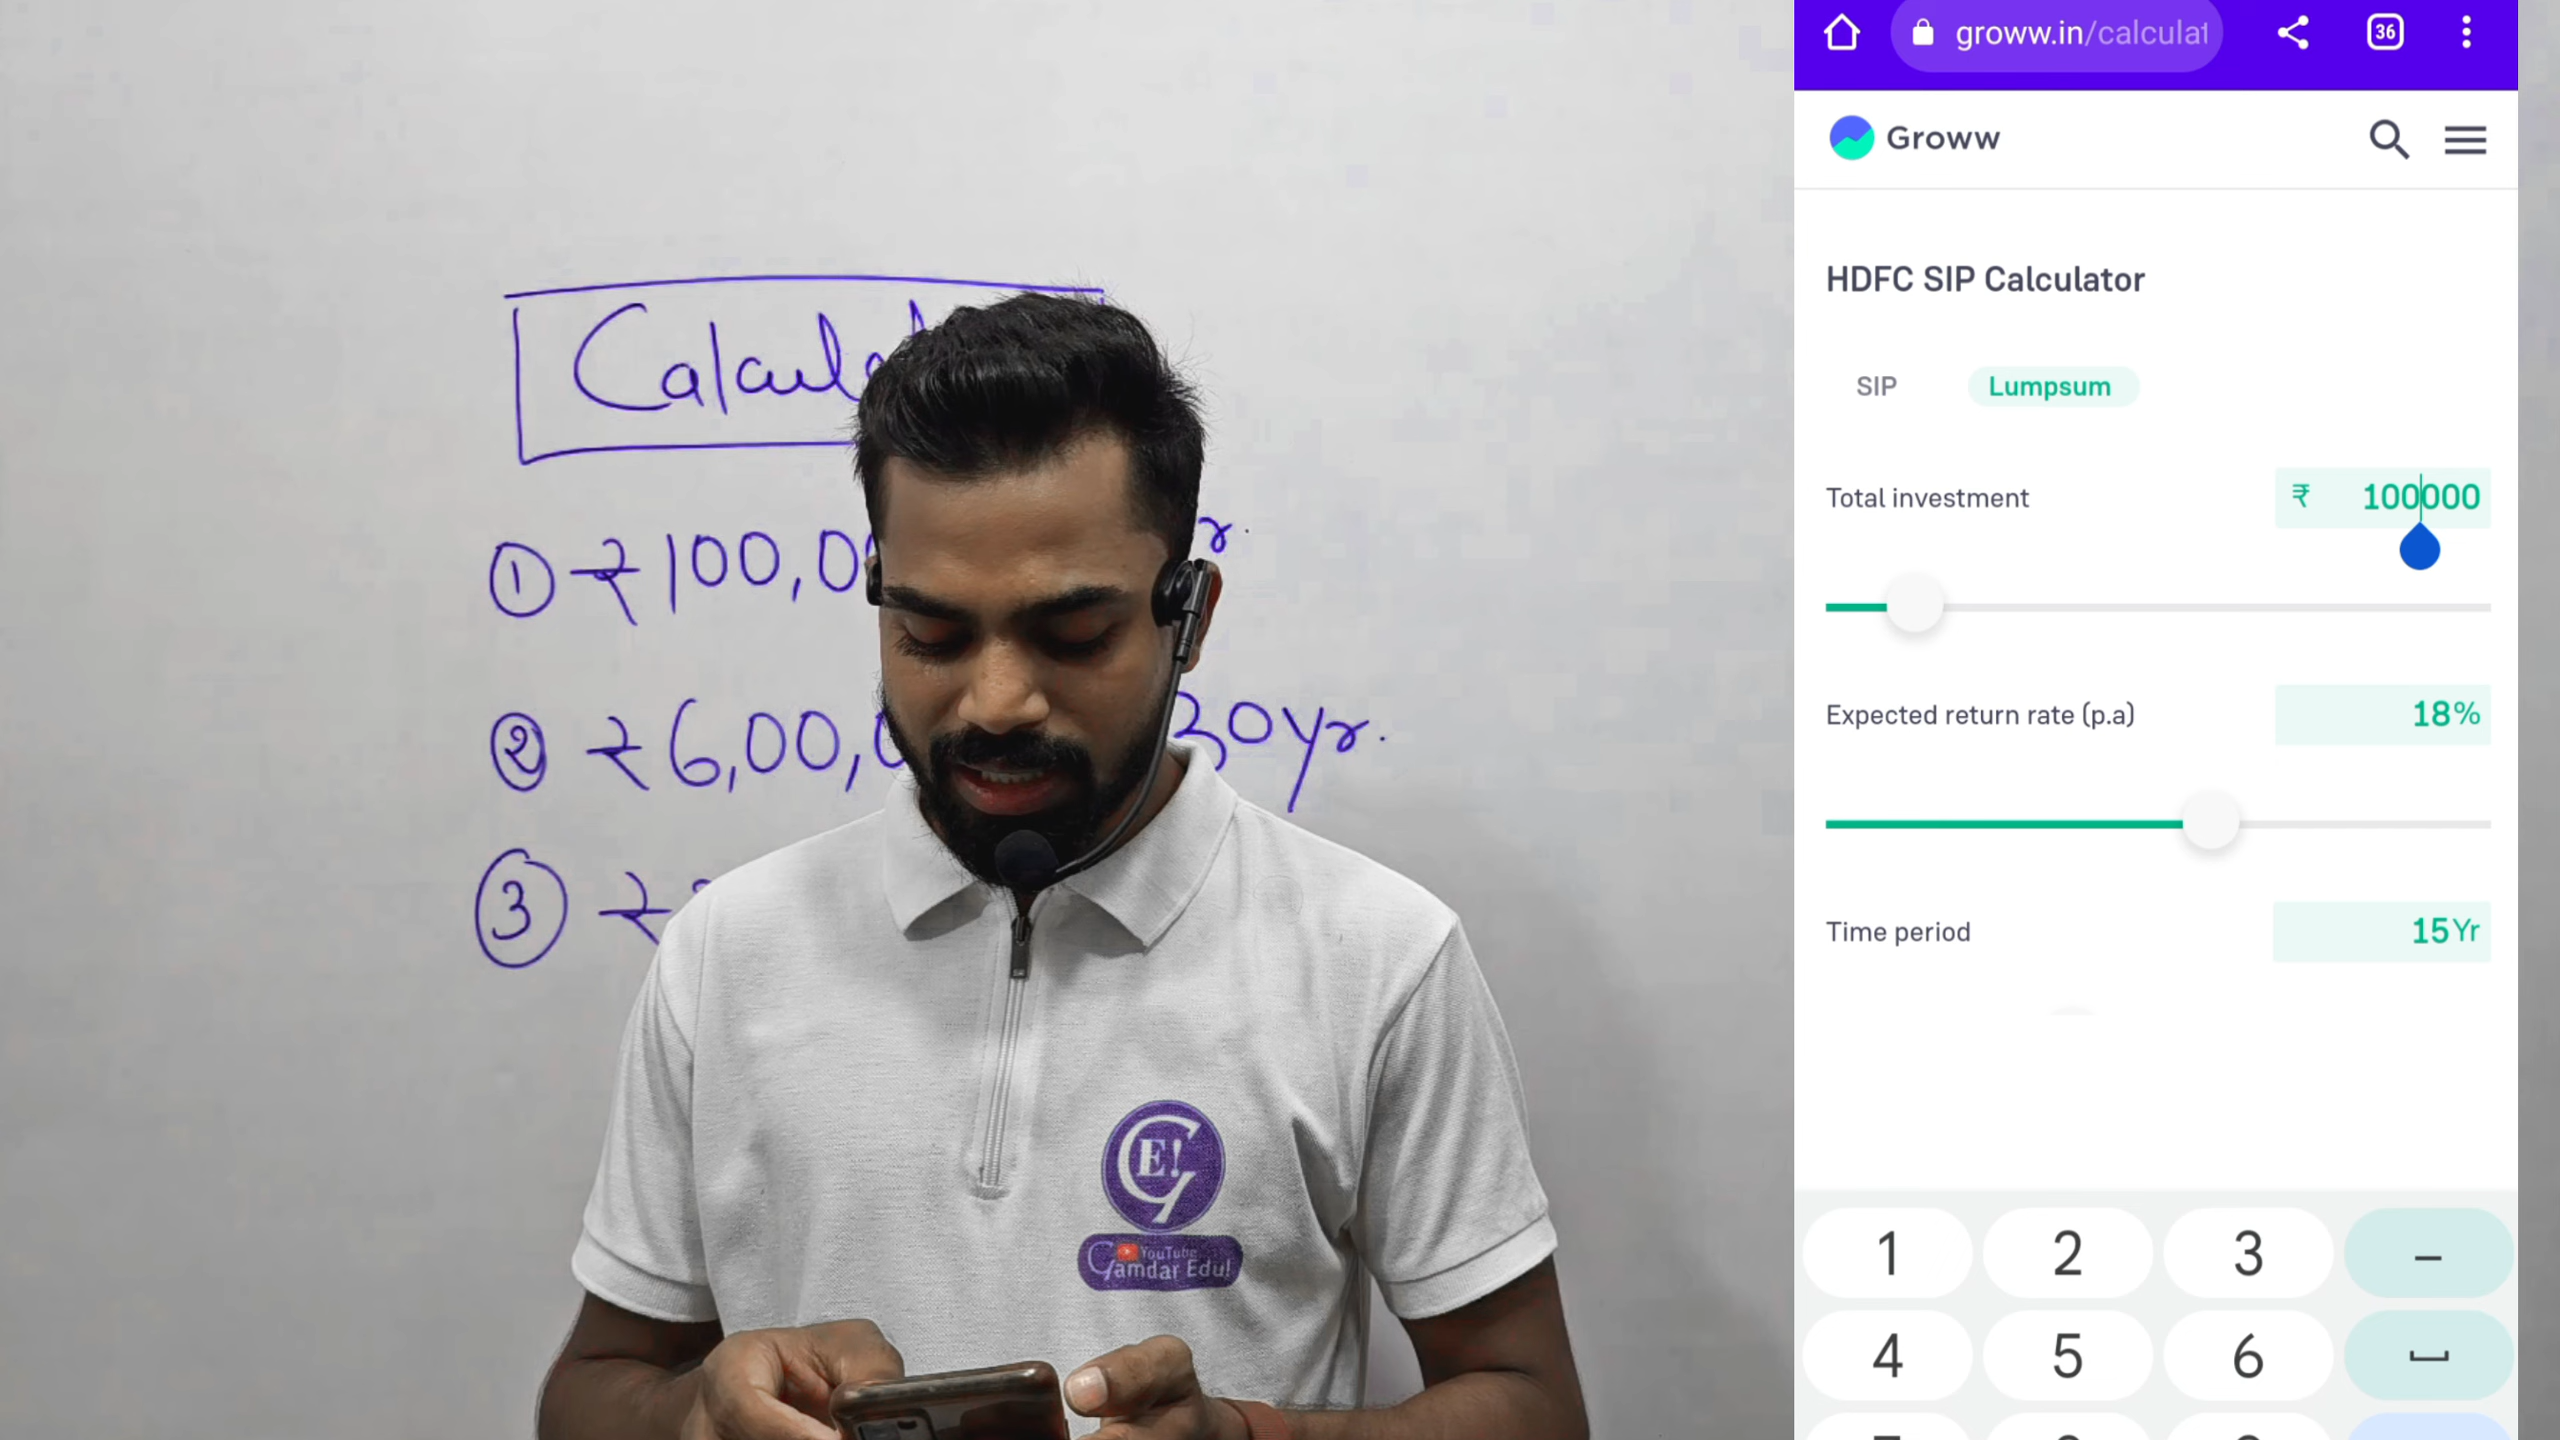 ① ₹100,0
② ₹6,00, 30yr.
③ ₹
E!
YouTube
Gamdar Edu!
groww.in/calculat
36
Groww
HDFC SIP Calculator
SIP Lumpsum
Total investment ₹ 100000
Expected return rate (p.a) 18%
Time period 15Yr
1 2 3 –
4 5 6